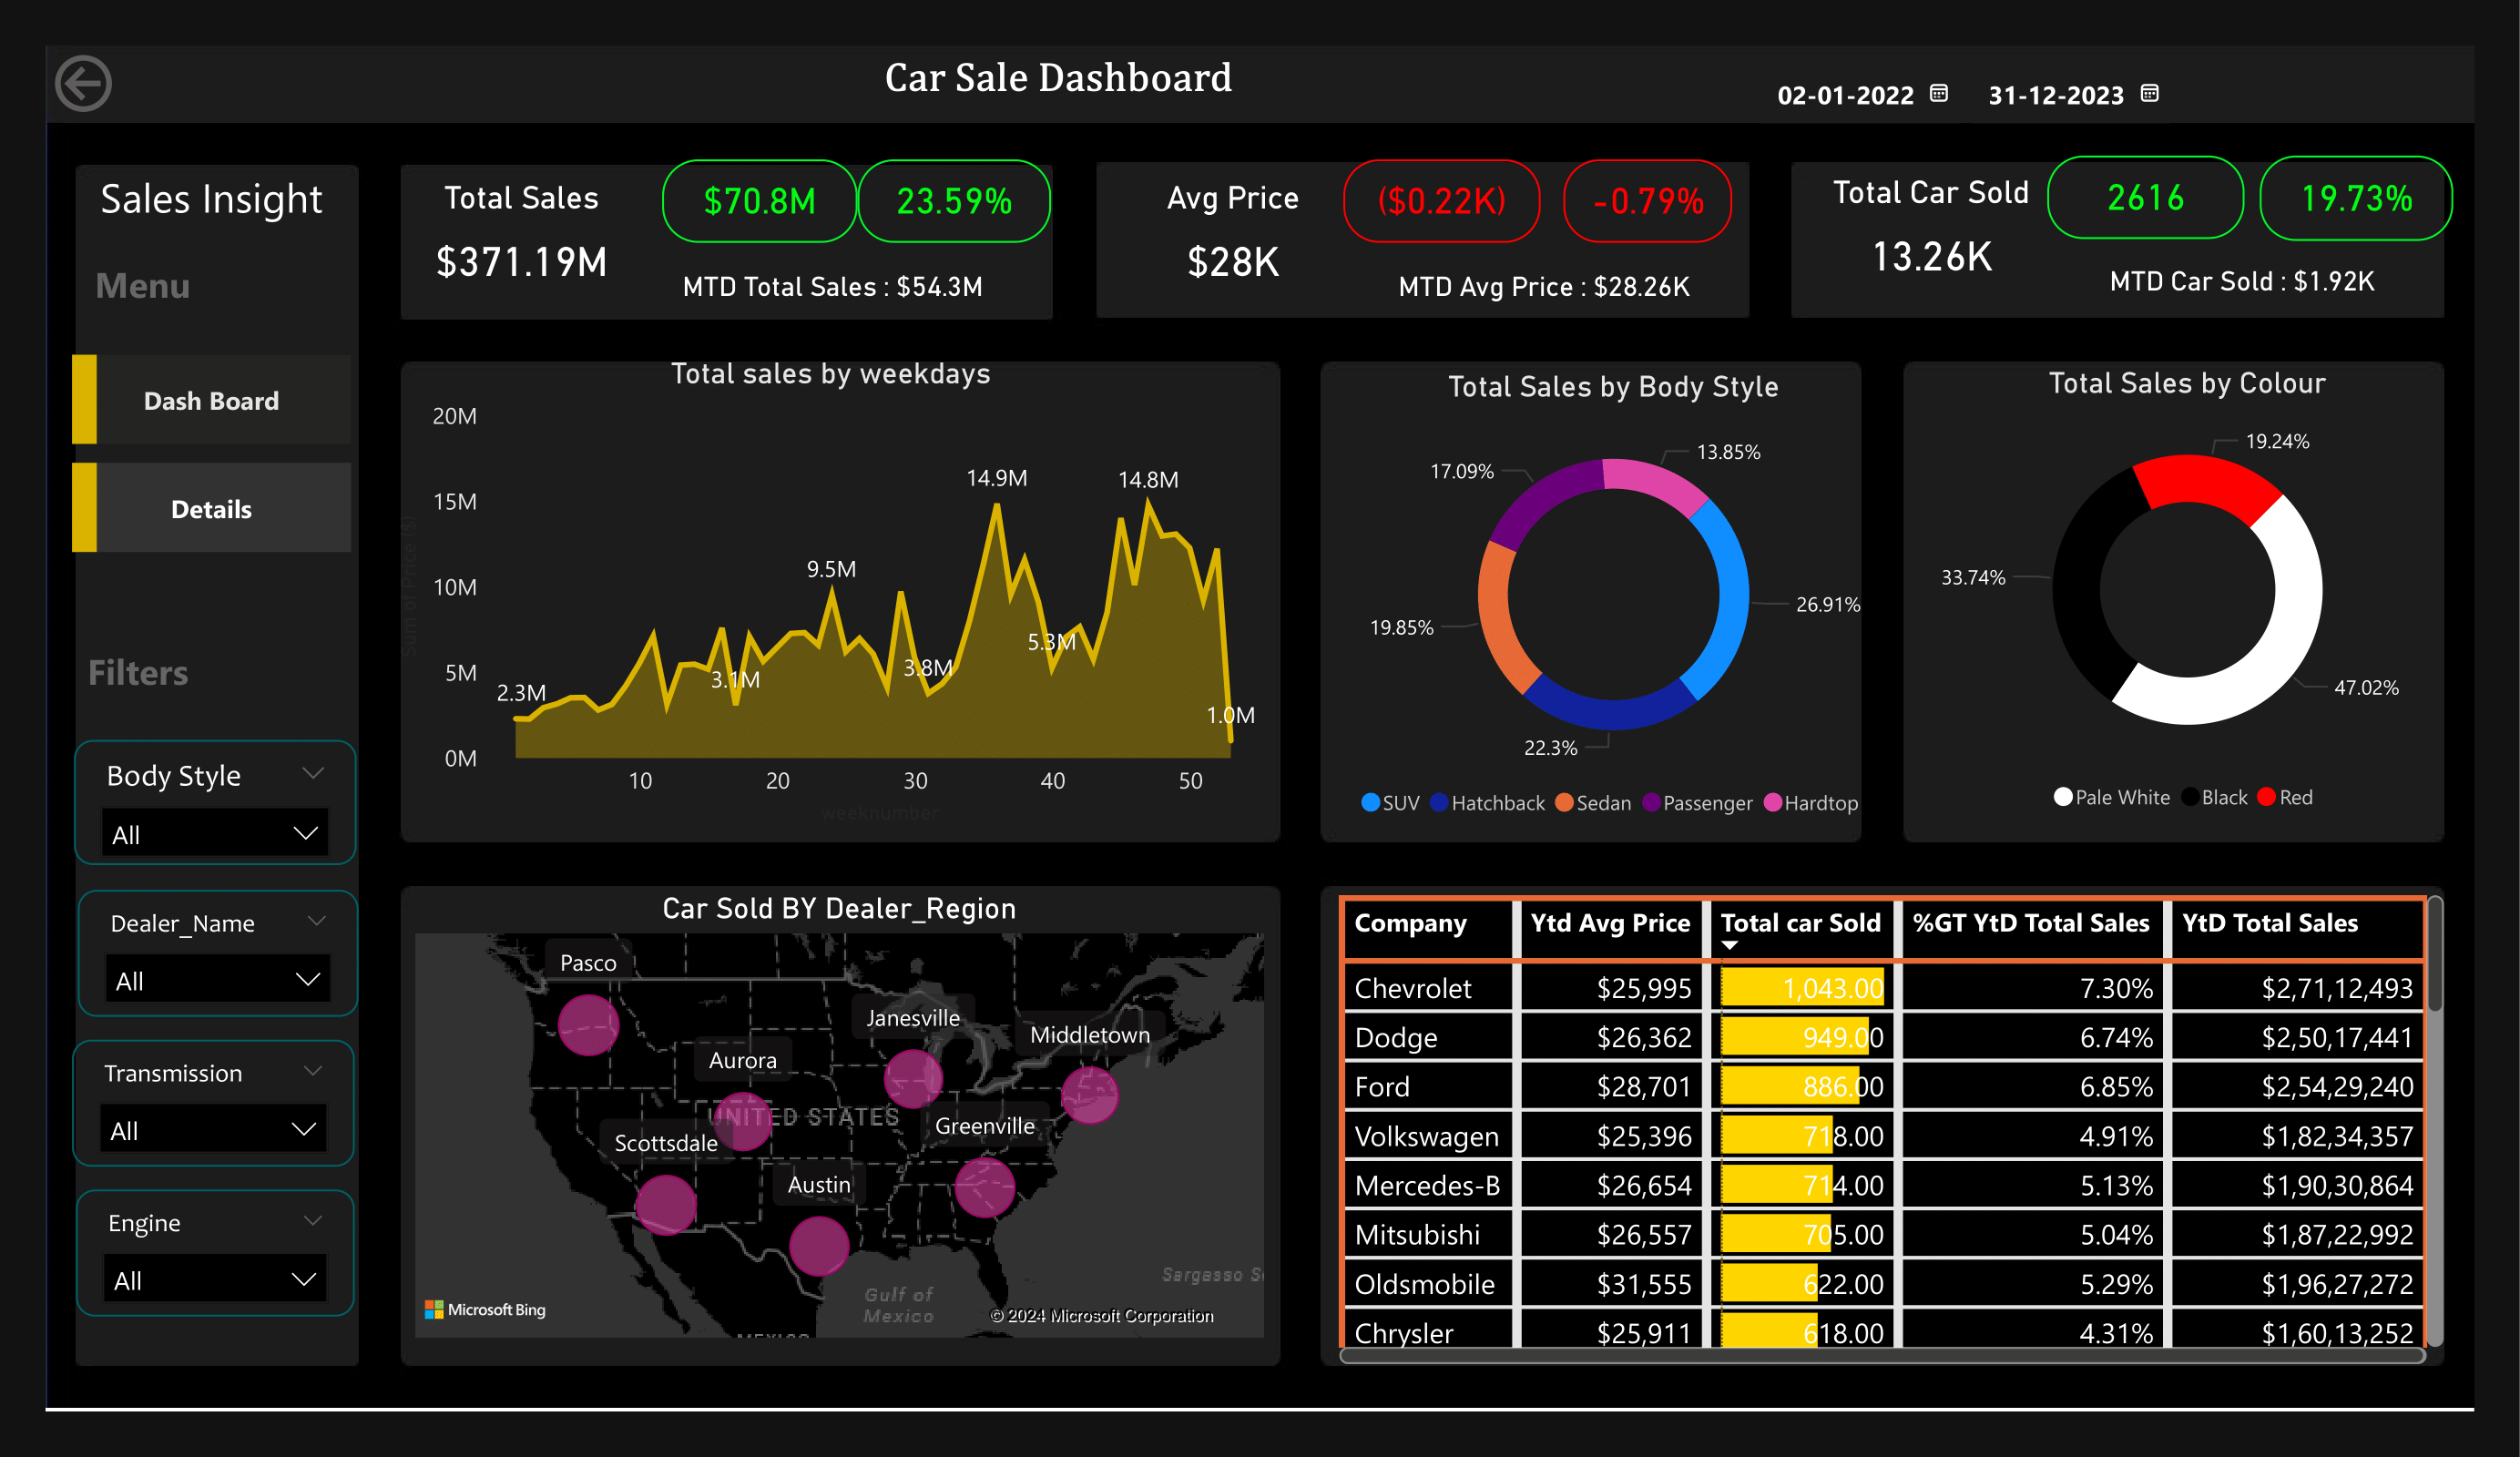 Car Sale Dashboard
02-01-2022 31-12-2023
Sales Insight
Menu
Dash Board
Details
Filters
Body Style
All
Dealer_Name
All
Transmission
All
Engine
All
Total Sales $70.8M 23.59%
$371.19M
MTD Total Sales : $54.3M
Avg Price ($0.22K) -0.79%
$28K
MTD Avg Price : $28.26K
Total Car Sold 2616 19.73%
13.26K
MTD Car Sold : $1.92K
Total sales by weekdays
Sum of Price ($)
20M
15M
10M
5M
0M
2.3M
3.1M
9.5M
3.8M
14.9M
5.3M
14.8M
1.0M
10 20 30 40 50
weeknumber
Total Sales by Body Style
13.85%
17.09%
26.91%
19.85%
22.3%
SUV Hatchback Sedan Passenger Hardtop
Total Sales by Colour
19.24%
33.74%
47.02%
Pale White Black Red
Car Sold BY Dealer_Region
Pasco
Janesville
Middletown
Aurora
UNITED STATES
Greenville
Scottsdale
Austin
Sargasso S
Gulf of
Mexico
Microsoft Bing
© 2024 Microsoft Corporation
MEXICO
Company Ytd Avg Price Total car Sold %GT YtD Total Sales YtD Total Sales
Chevrolet $25,995 1,043.00 7.30% $2,71,12,493
Dodge $26,362 949.00 6.74% $2,50,17,441
Ford $28,701 886.00 6.85% $2,54,29,240
Volkswagen $25,396 718.00 4.91% $1,82,34,357
Mercedes-B $26,654 714.00 5.13% $1,90,30,864
Mitsubishi $26,557 705.00 5.04% $1,87,22,992
Oldsmobile $31,555 622.00 5.29% $1,96,27,272
Chrysler $25,911 618.00 4.31% $1,60,13,252